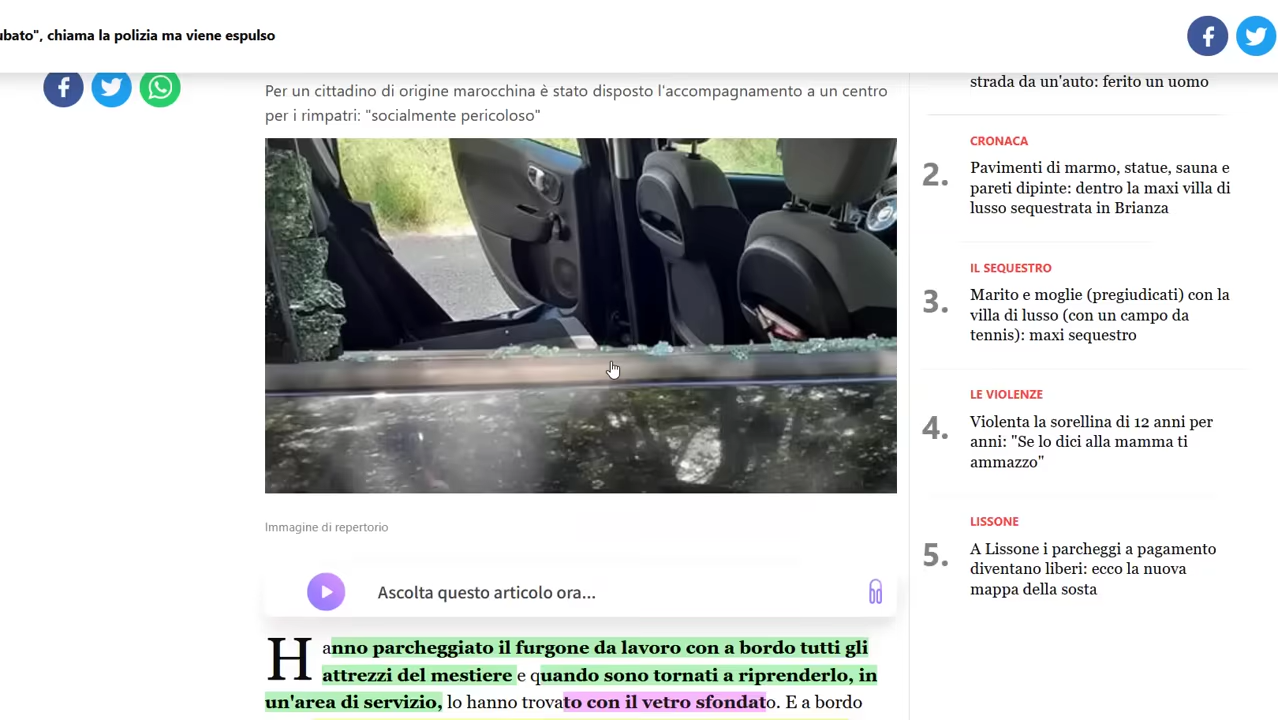 ubato", chiama la polizia ma viene espulso
Per un cittadino di origine marocchina è stato disposto l'accompagnamento a un centro
per i rimpatri: "socialmente pericoloso"
Immagine di repertorio
Ascolta questo articolo ora...
Hanno parcheggiato il furgone da lavoro con a bordo tutti gli
attrezzi del mestiere e quando sono tornati a riprenderlo, in
un'area di servizio, lo hanno trovato con il vetro sfondato. E a bordo
strada da un'auto: ferito un uomo
CRONACA
2. Pavimenti di marmo, statue, sauna e
pareti dipinte: dentro la maxi villa di
lusso sequestrata in Brianza
IL SEQUESTRO
3. Marito e moglie (pregiudicati) con la
villa di lusso (con un campo da
tennis): maxi sequestro
LE VIOLENZE
4. Violenta la sorellina di 12 anni per
anni: "Se lo dici alla mamma ti
ammazzo"
LISSONE
5. A Lissone i parcheggi a pagamento
diventano liberi: ecco la nuova
mappa della sosta